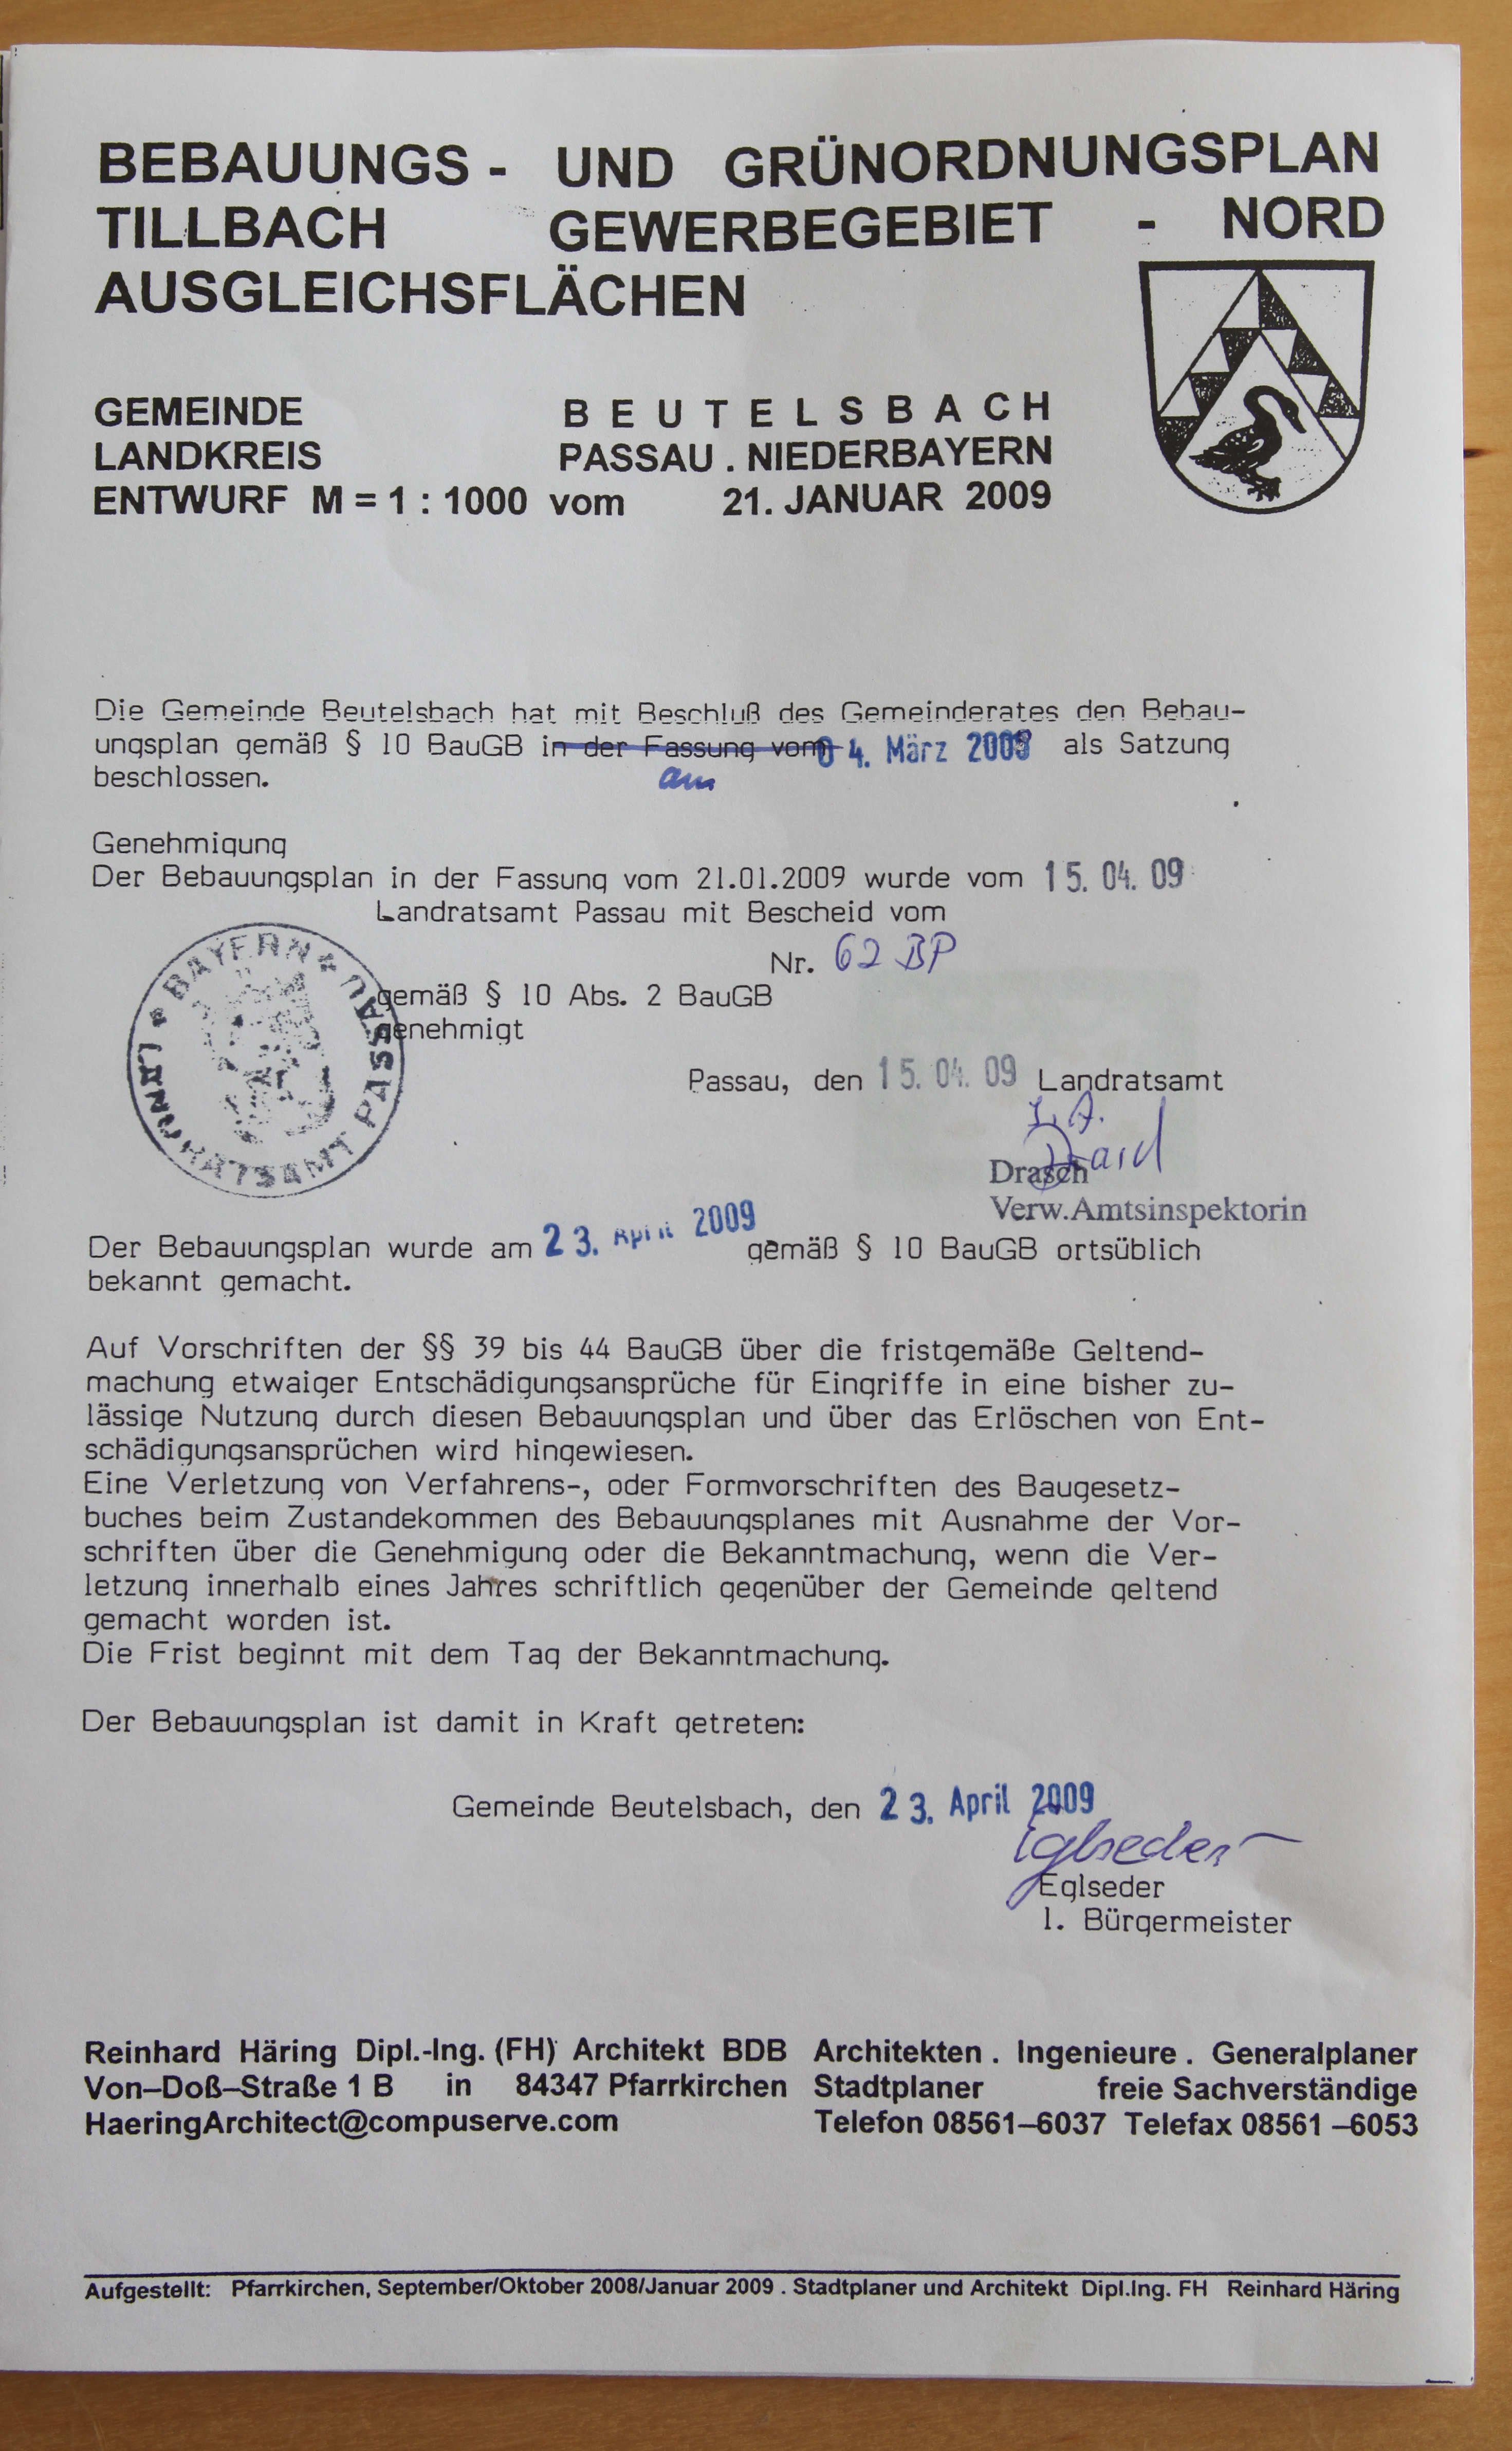 BEBAUUNGS - UND GRÜNORDNUNGSPLAN
TILLBACH GEWERBEGEBIET - NORD
AUSGLEICHSFLÄCHEN
GEMEINDE BEUTELSBACH
LANDKREIS PASSAU . NIEDERBAYERN
ENTWURF M = 1 : 1000 vom 21. JANUAR 2009
Die Gemeinde Beutelsbach hat mit Beschluß des Gemeinderates den Bebau-
ungsplan gemäß § 10 BauGB in der Fassung vom 0 4. März 2009 als Satzung
am
beschlossen.
Genehmigung
Der Bebauungsplan in der Fassung vom 21.01.2009 wurde vom 15. 04. 09
Landratsamt Passau mit Bescheid vom
Nr. 62 BP
gemäß § 10 Abs. 2 BauGB
genehmigt
BAYERN LANDRATSAMT PASSAU
Passau, den 15. 04. 09 Landratsamt
I. A.
Drasch
Verw.Amtsinspektorin
Der Bebauungsplan wurde am 2 3. April 2009 gemäß § 10 BauGB ortsüblich
bekannt gemacht.
Auf Vorschriften der §§ 39 bis 44 BauGB über die fristgemäße Geltend-
machung etwaiger Entschädigungsansprüche für Eingriffe in eine bisher zu-
lässige Nutzung durch diesen Bebauungsplan und über das Erlöschen von Ent-
schädigungsansprüchen wird hingewiesen.
Eine Verletzung von Verfahrens-, oder Formvorschriften des Baugesetz-
buches beim Zustandekommen des Bebauungsplanes mit Ausnahme der Vor-
schriften über die Genehmigung oder die Bekanntmachung, wenn die Ver-
letzung innerhalb eines Jahres schriftlich gegenüber der Gemeinde geltend
gemacht worden ist.
Die Frist beginnt mit dem Tag der Bekanntmachung.
Der Bebauungsplan ist damit in Kraft getreten:
Gemeinde Beutelsbach, den 2 3. April 2009
Eglseder
Eglseder
1. Bürgermeister
Reinhard Häring Dipl.-Ing. (FH) Architekt BDB Architekten . Ingenieure . Generalplaner
Von–Doß–Straße 1 B in 84347 Pfarrkirchen Stadtplaner freie Sachverständige
HaeringArchitect@compuserve.com Telefon 08561–6037 Telefax 08561 –6053
Aufgestellt: Pfarrkirchen, September/Oktober 2008/Januar 2009 . Stadtplaner und Architekt Dipl.Ing. FH Reinhard Häring